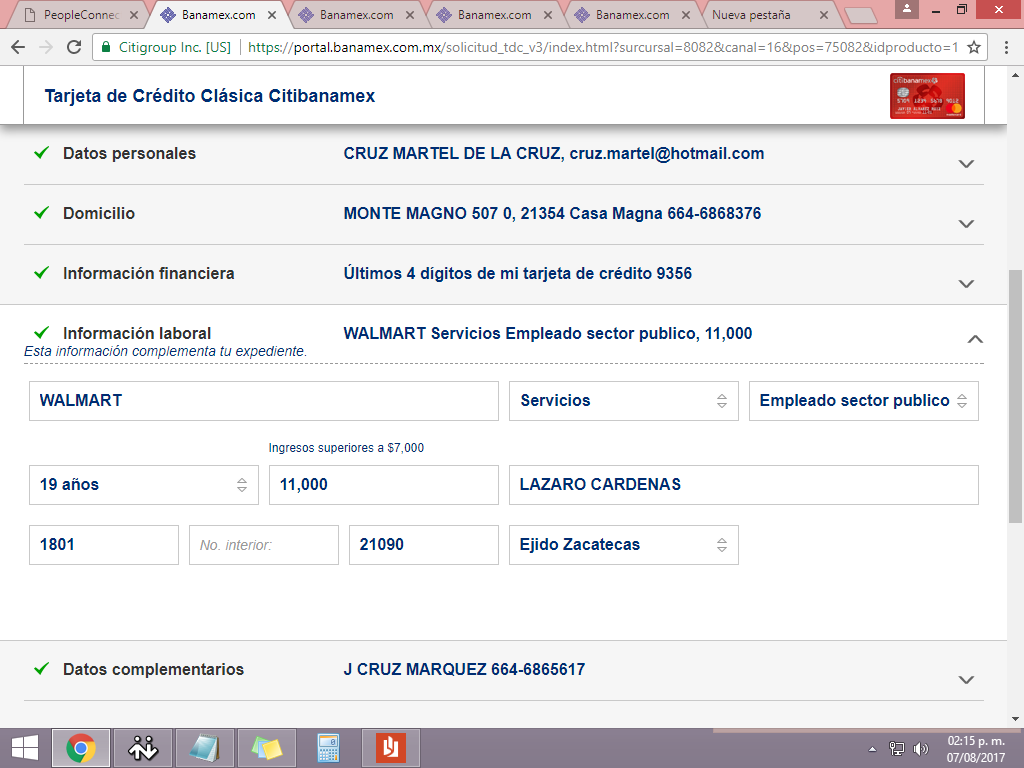 PeopleConnec
Banamex.com
Banamex.com
Banamex.com
Banamex.com
Nueva pestaña
Citigroup Inc. [US]
https://portal.banamex.com.mx/solicitud_tdc_v3/index.html?surcursal=8082&canal=16&pos=75082&idproducto=1
Tarjeta de Crédito Clásica Citibanamex
citibanamex
Datos personales CRUZ MARTEL DE LA CRUZ, cruz.martel@hotmail.com
Domicilio MONTE MAGNO 507 0, 21354 Casa Magna 664-6868376
Información financiera Últimos 4 dígitos de mi tarjeta de crédito 9356
Información laboral WALMART Servicios Empleado sector publico, 11,000
Esta información complementa tu expediente.
WALMART Servicios Empleado sector publico
Ingresos superiores a $7,000
19 años 11,000 LAZARO CARDENAS
1801 No. interior: 21090 Ejido Zacatecas
Datos complementarios J CRUZ MARQUEZ 664-6865617
02:15 p. m.
07/08/2017